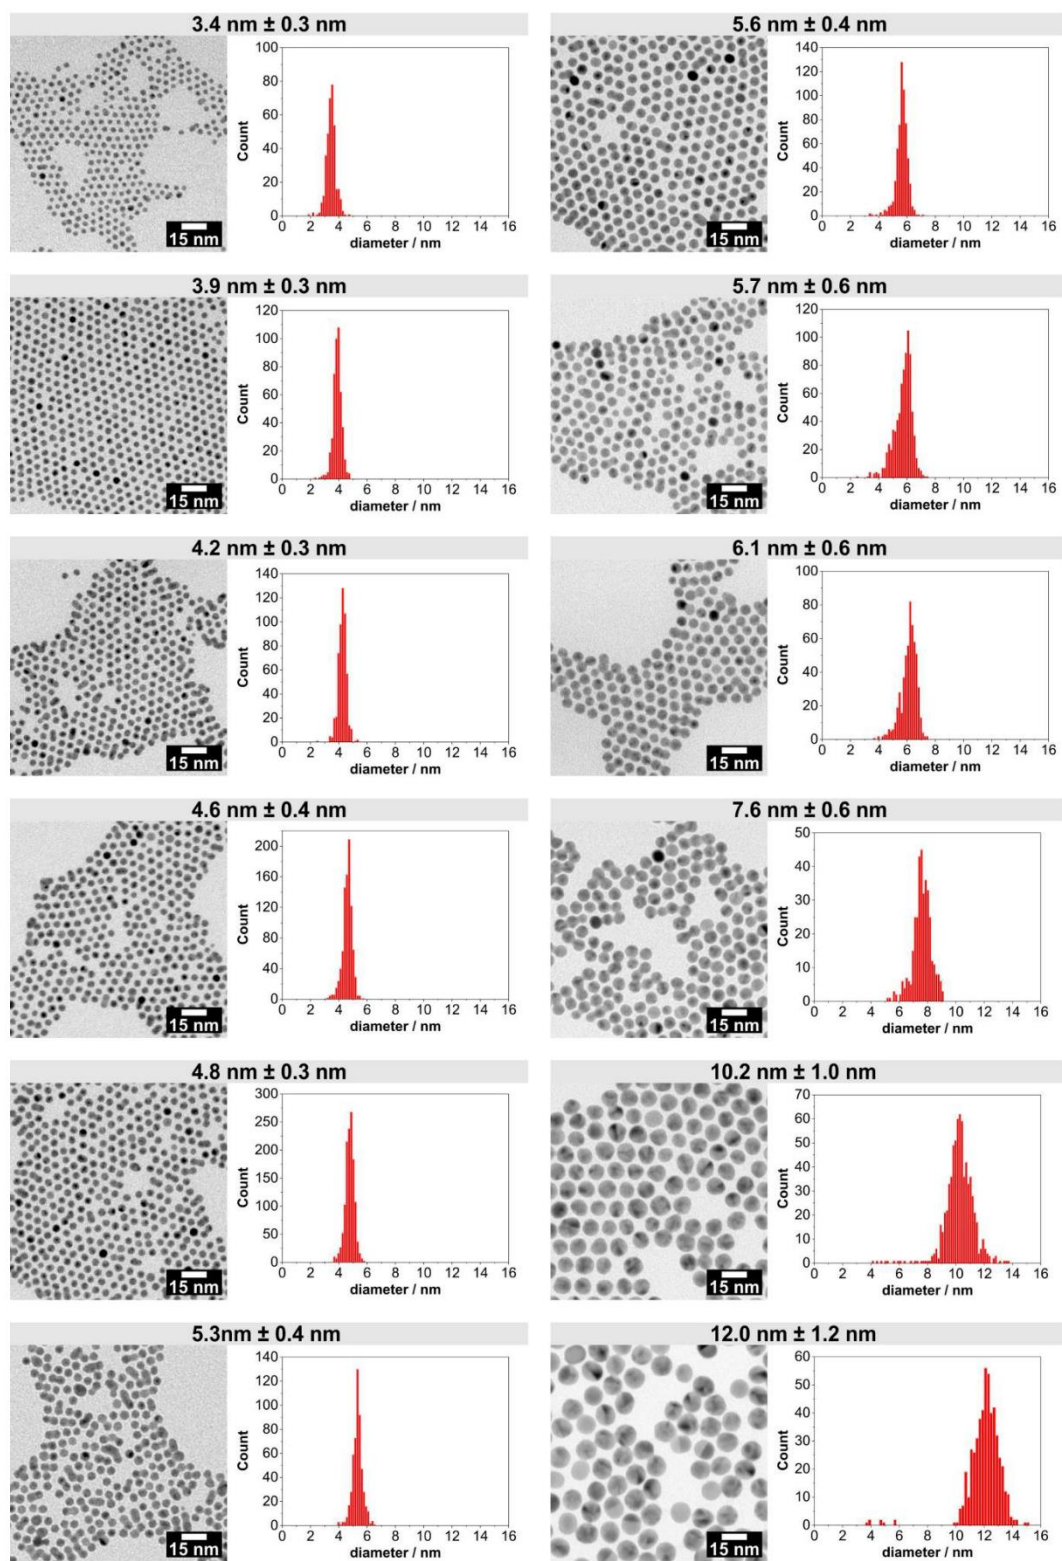 3.4 nm ± 0.3 nm
100
80
60
40
20
0
Count
0 2 4 6 8 10 12 14 16
diameter / nm
15 nm
5.6 nm ± 0.4 nm
140
120
100
80
60
40
20
0
Count
0 2 4 6 8 10 12 14 16
diameter / nm
15 nm
3.9 nm ± 0.3 nm
120
100
80
60
40
20
0
Count
0 2 4 6 8 10 12 14 16
diameter / nm
15 nm
5.7 nm ± 0.6 nm
120
100
80
60
40
20
0
Count
0 2 4 6 8 10 12 14 16
diameter / nm
15 nm
4.2 nm ± 0.3 nm
140
120
100
80
60
40
20
0
Count
0 2 4 6 8 10 12 14 16
diameter / nm
15 nm
6.1 nm ± 0.6 nm
100
80
60
40
20
0
Count
0 2 4 6 8 10 12 14 16
diameter / nm
15 nm
4.6 nm ± 0.4 nm
200
160
120
80
40
0
Count
0 2 4 6 8 10 12 14 16
diameter / nm
15 nm
7.6 nm ± 0.6 nm
50
40
30
20
10
0
Count
0 2 4 6 8 10 12 14 16
diameter / nm
15 nm
4.8 nm ± 0.3 nm
300
250
200
150
100
50
0
Count
0 2 4 6 8 10 12 14 16
diameter / nm
15 nm
10.2 nm ± 1.0 nm
70
60
50
40
30
20
10
0
Count
0 2 4 6 8 10 12 14 16
diameter / nm
15 nm
5.3nm ± 0.4 nm
140
120
100
80
60
40
20
0
Count
0 2 4 6 8 10 12 14 16
diameter / nm
15 nm
12.0 nm ± 1.2 nm
60
50
40
30
20
10
0
Count
0 2 4 6 8 10 12 14 16
diameter / nm
15 nm